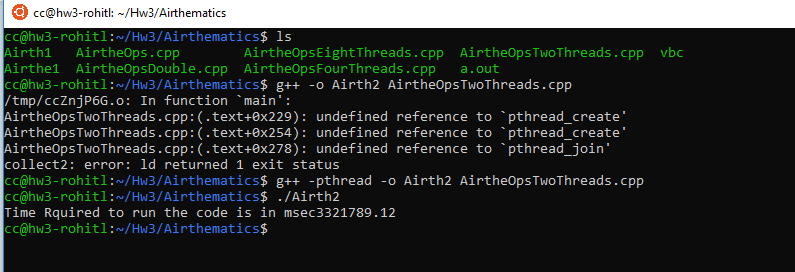 cc@hw3-rohitl: ~/Hw3/Airthematics
cc@hw3-rohitl:~/Hw3/Airthematics$ ls
Airth1 AirtheOps.cpp AirtheOpsEightThreads.cpp AirtheOpsTwoThreads.cpp vbc
Airthe1 AirtheOpsDouble.cpp AirtheOpsFourThreads.cpp a.out
cc@hw3-rohitl:~/Hw3/Airthematics$ g++ -o Airth2 AirtheOpsTwoThreads.cpp
/tmp/ccZnjP6G.o: In function `main':
AirtheOpsTwoThreads.cpp:(.text+0x229): undefined reference to `pthread_create'
AirtheOpsTwoThreads.cpp:(.text+0x254): undefined reference to `pthread_create'
AirtheOpsTwoThreads.cpp:(.text+0x278): undefined reference to `pthread_join'
collect2: error: ld returned 1 exit status
cc@hw3-rohitl:~/Hw3/Airthematics$ g++ -pthread -o Airth2 AirtheOpsTwoThreads.cpp
cc@hw3-rohitl:~/Hw3/Airthematics$ ./Airth2
Time Rquired to run the code is in msec3321789.12
cc@hw3-rohitl:~/Hw3/Airthematics$